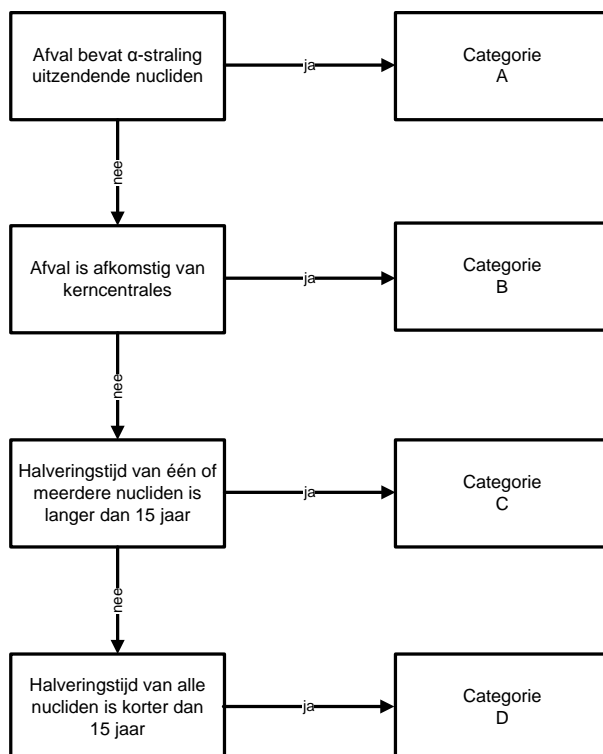 Afval bevat α-straling
uitzendende nucliden
ja
Categorie
A
nee
Afval is afkomstig van
kerncentrales
ja
Categorie
B
nee
Halveringstijd van één of
meerdere nucliden is
langer dan 15 jaar
ja
Categorie
C
nee
Halveringstijd van alle
nucliden is korter dan
15 jaar
ja
Categorie
D